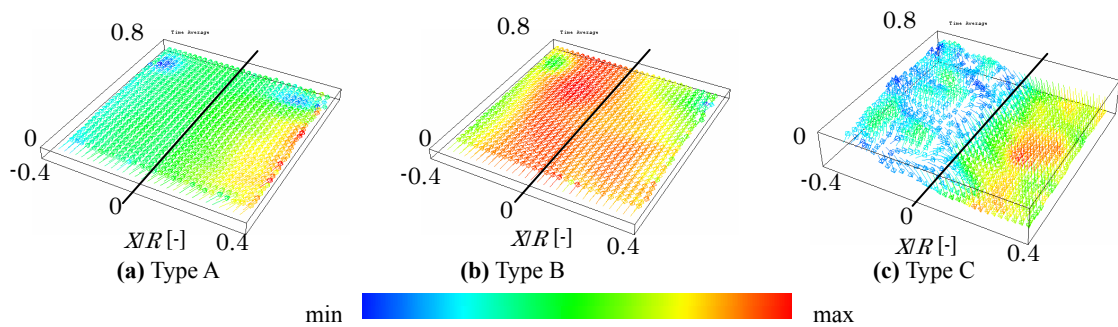 0.8
Time Average
0
-0.4
0
X/R [-]
0.4
(a) Type A
0.8
Time Average
0
-0.4
0
X/R [-]
0.4
(b) Type B
0.8
Time Average
0
-0.4
0
X/R [-]
0.4
(c) Type C
min
max